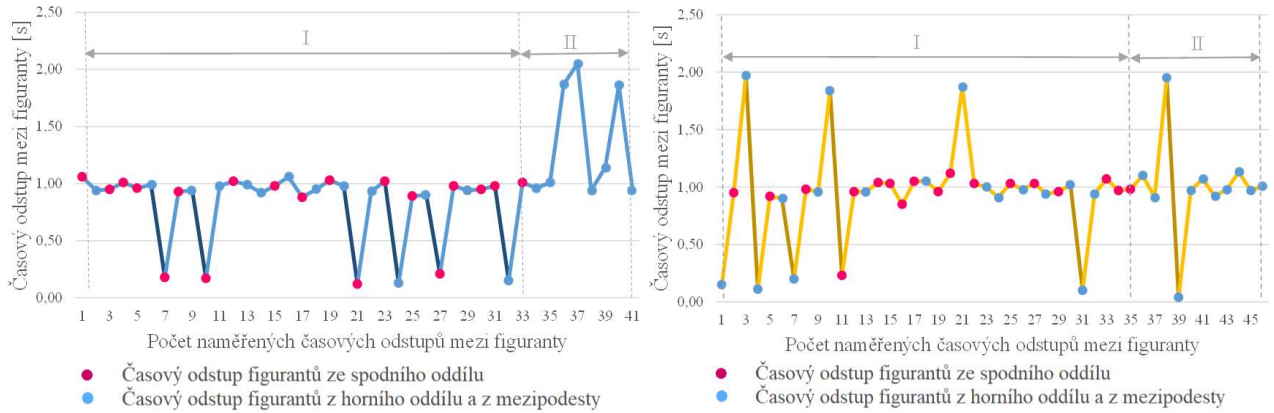 2,50
2,00
1,50
1,00
0,50
0,00
Časový odstup mezi figuranty [s]
I
II
1 3 5 7 9 11 13 15 17 19 21 23 25 27 29 31 33 35 37 39 41
Počet naměřených časových odstupů mezi figuranty
Časový odstup figurantů ze spodního oddílu
Časový odstup figurantů z horního oddílu a z mezipodesty
2,50
2,00
1,50
1,00
0,50
0,00
Časový odstup mezi figuranty [s]
I
II
1 3 5 7 9 11 13 15 17 19 21 23 25 27 29 31 33 35 37 39 41 43 45
Počet naměřených časových odstupů mezi figuranty
Časový odstup figurantů ze spodního oddílu
Časový odstup figurantů z horního oddílu a z mezipodesty